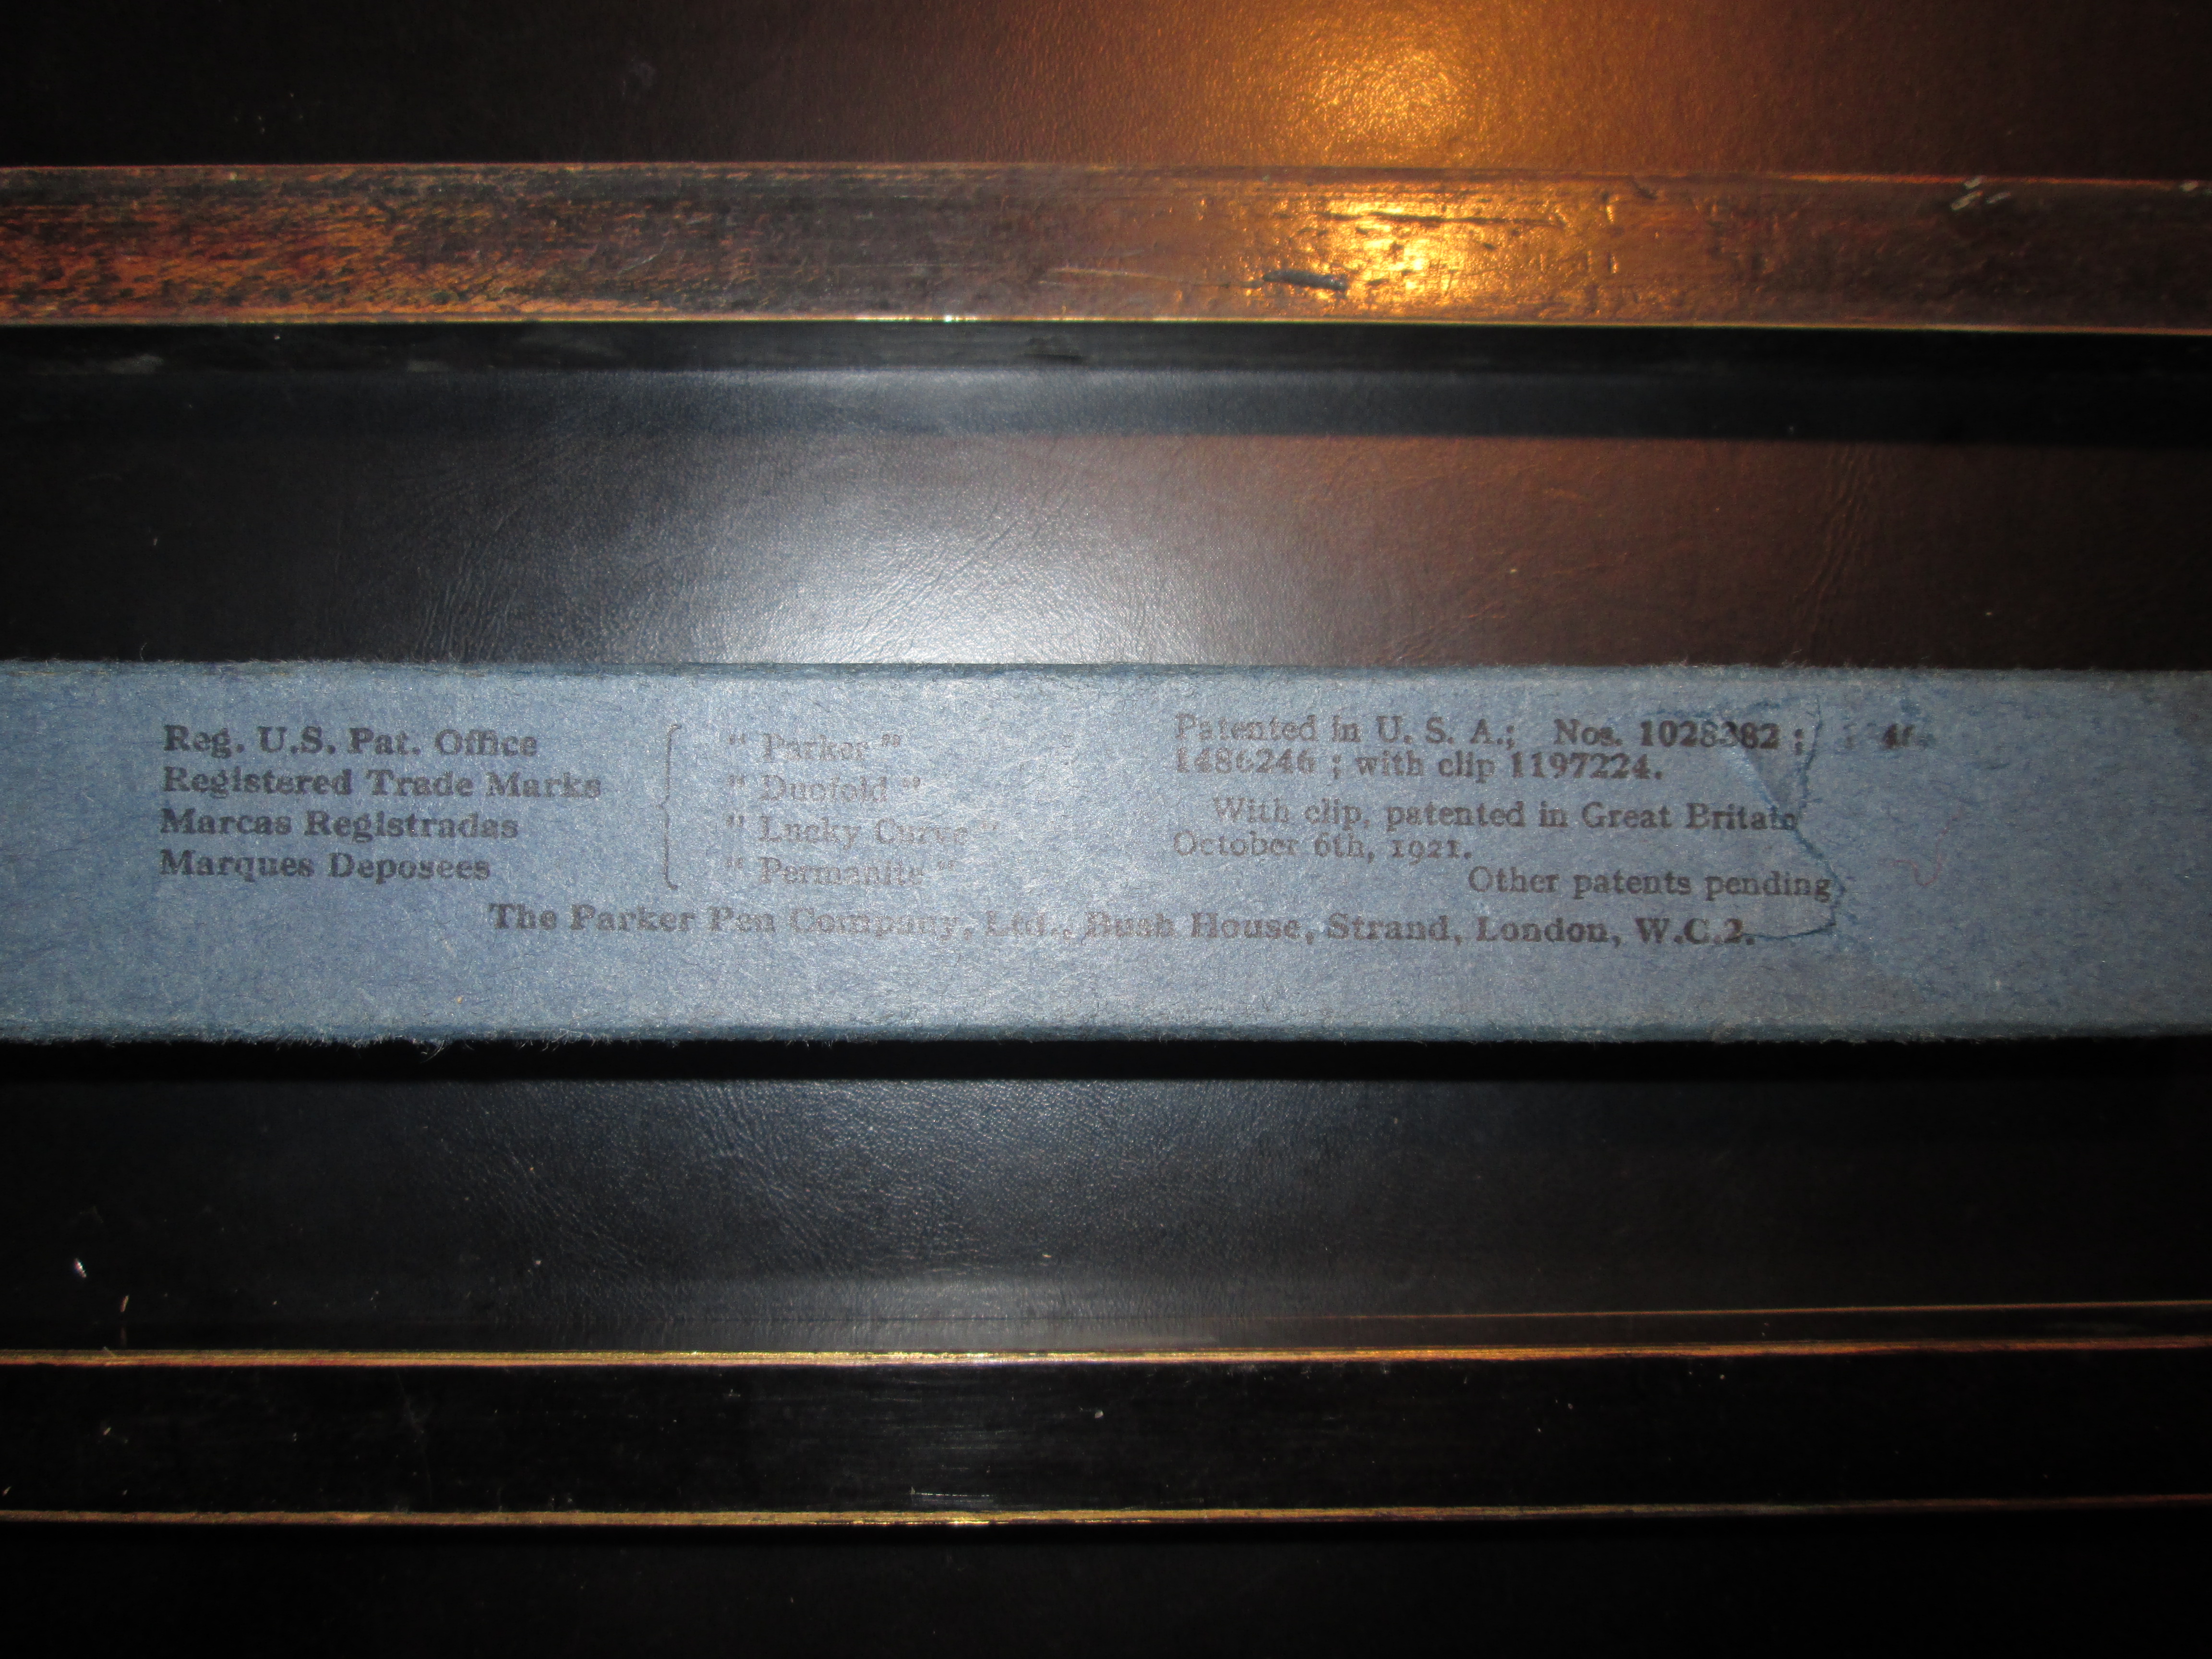 Reg. U.S. Pat. Office
Registered Trade Marks
Marcas Registradas
Marques Deposees
" Parker "
" Duofold "
" Lucky Curve "
" Permanite "
Patented in U. S. A.; Nos. 1028382 ;
1486246 ; with clip 1197224.
With clip, patented in Great Britain
October 6th, 1921.
Other patents pending
The Parker Pen Company, Ltd., Bush House, Strand, London, W.C.2.